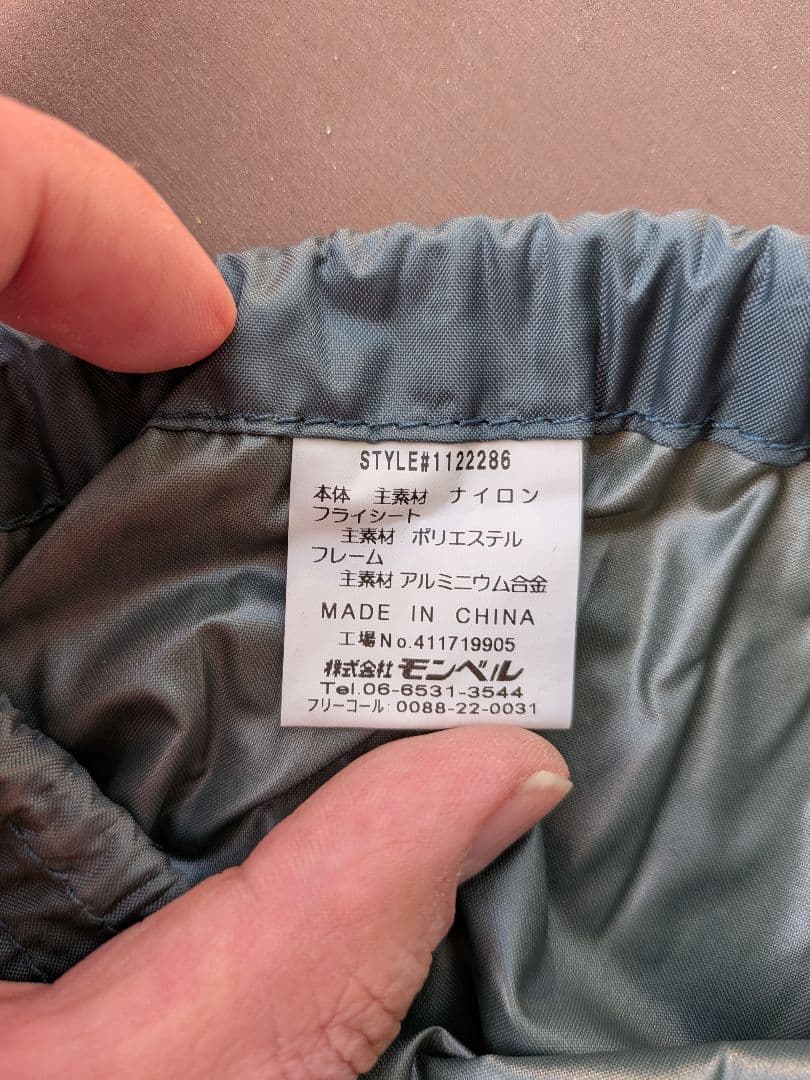 STYLE#1122286
本体 主素材 ナイロン
フライシート
主素材 ポリエステル
フレーム
主素材 アルミニウム合金
MADE IN CHINA
工場No.411719905
株式会社 モンベル
Tel.06-6531-3544
フリーコール: 0088-22-0031